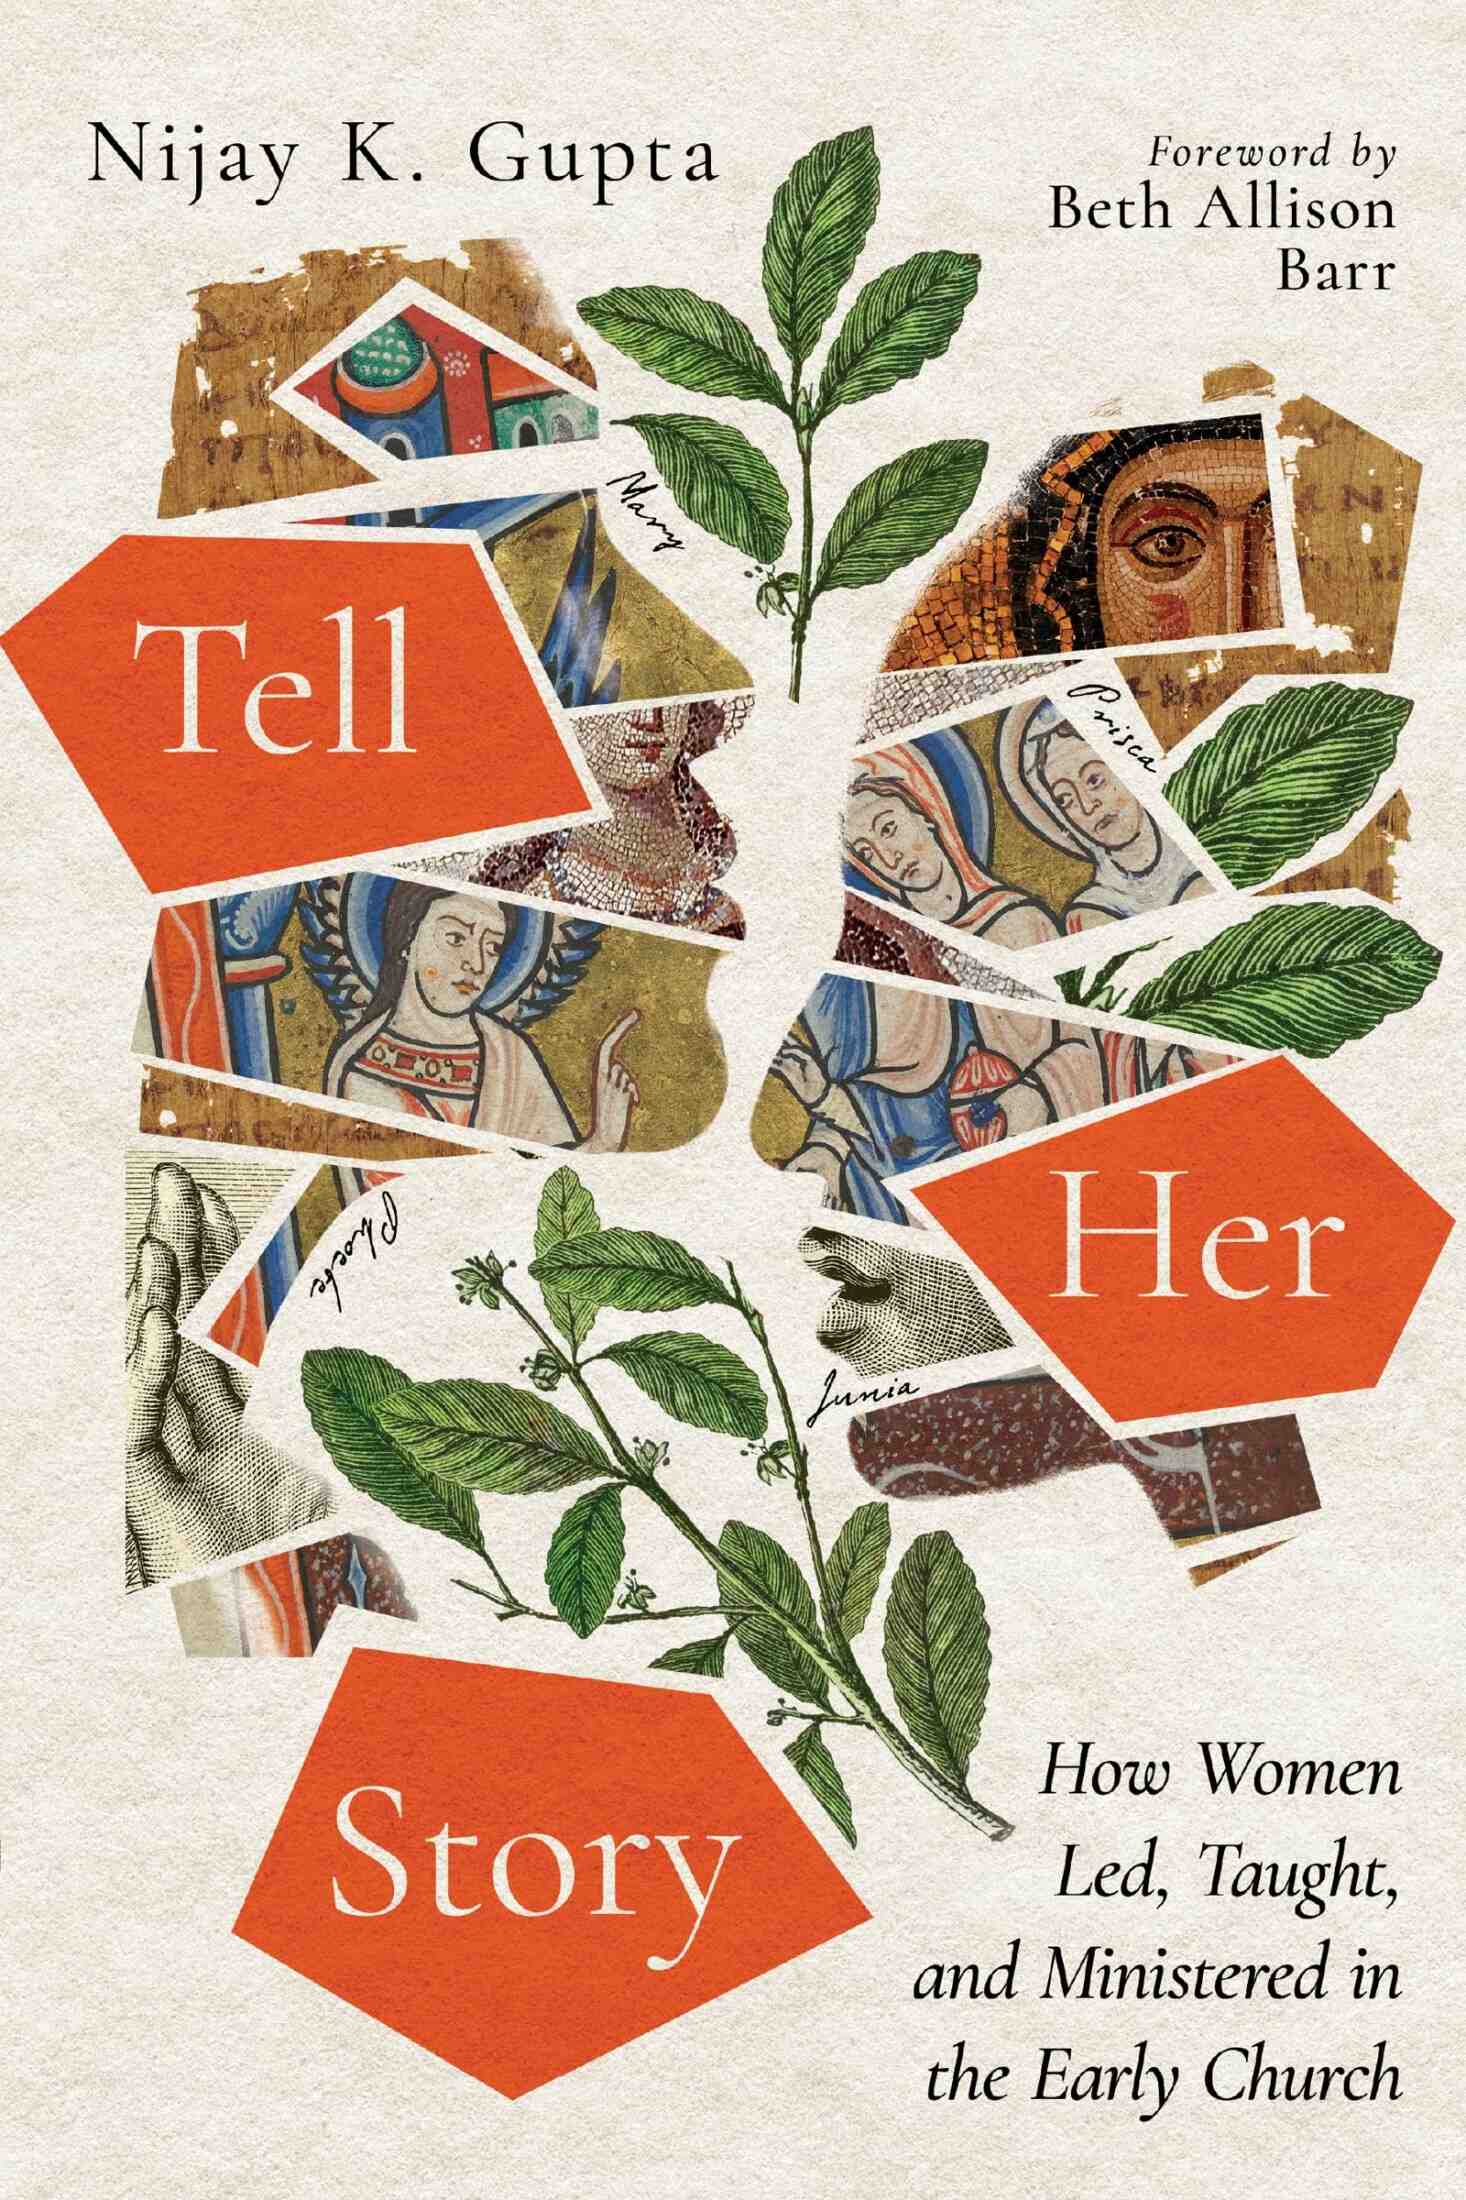 Nijay K. Gupta
Foreword by
Beth Allison
Barr
Mary
Tell
Prisca
Her
Phoebe
Junia
Story
How Women
Led, Taught,
and Ministered in
the Early Church